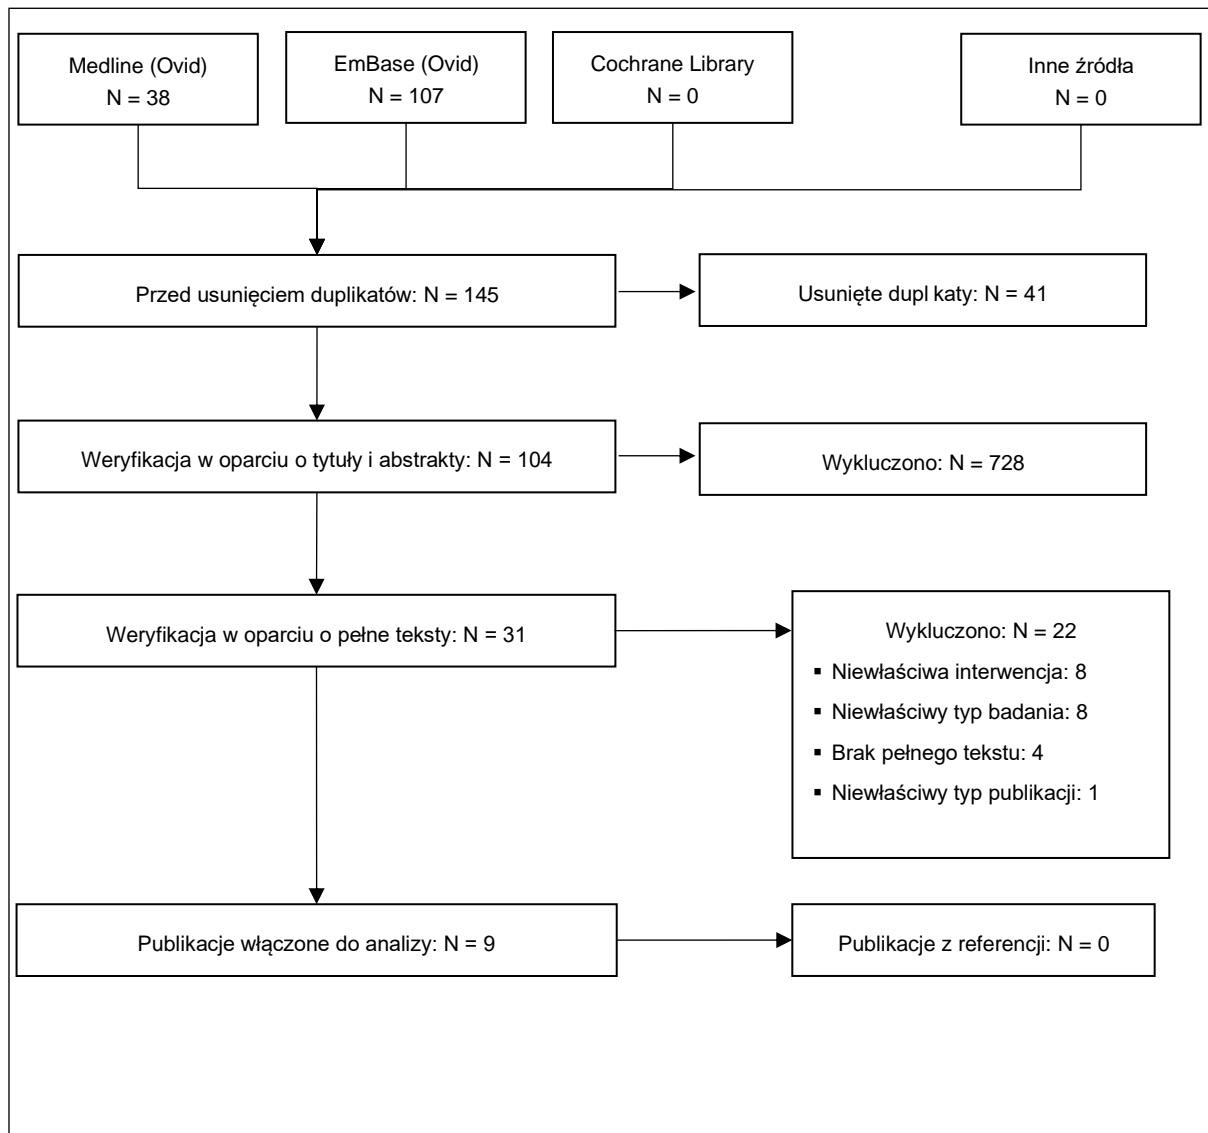 Medline (Ovid)
N = 38
EmBase (Ovid)
N = 107
Cochrane Library
N = 0
Inne źródła
N = 0
Przed usunięciem duplikatów: N = 145
Usunięte dupl katy: N = 41
Weryfikacja w oparciu o tytuły i abstrakty: N = 104
Wykluczono: N = 728
Weryfikacja w oparciu o pełne teksty: N = 31
Wykluczono: N = 22
▪ Niewłaściwa interwencja: 8
▪ Niewłaściwy typ badania: 8
▪ Brak pełnego tekstu: 4
▪ Niewłaściwy typ publikacji: 1
Publikacje włączone do analizy: N = 9
Publikacje z referencji: N = 0